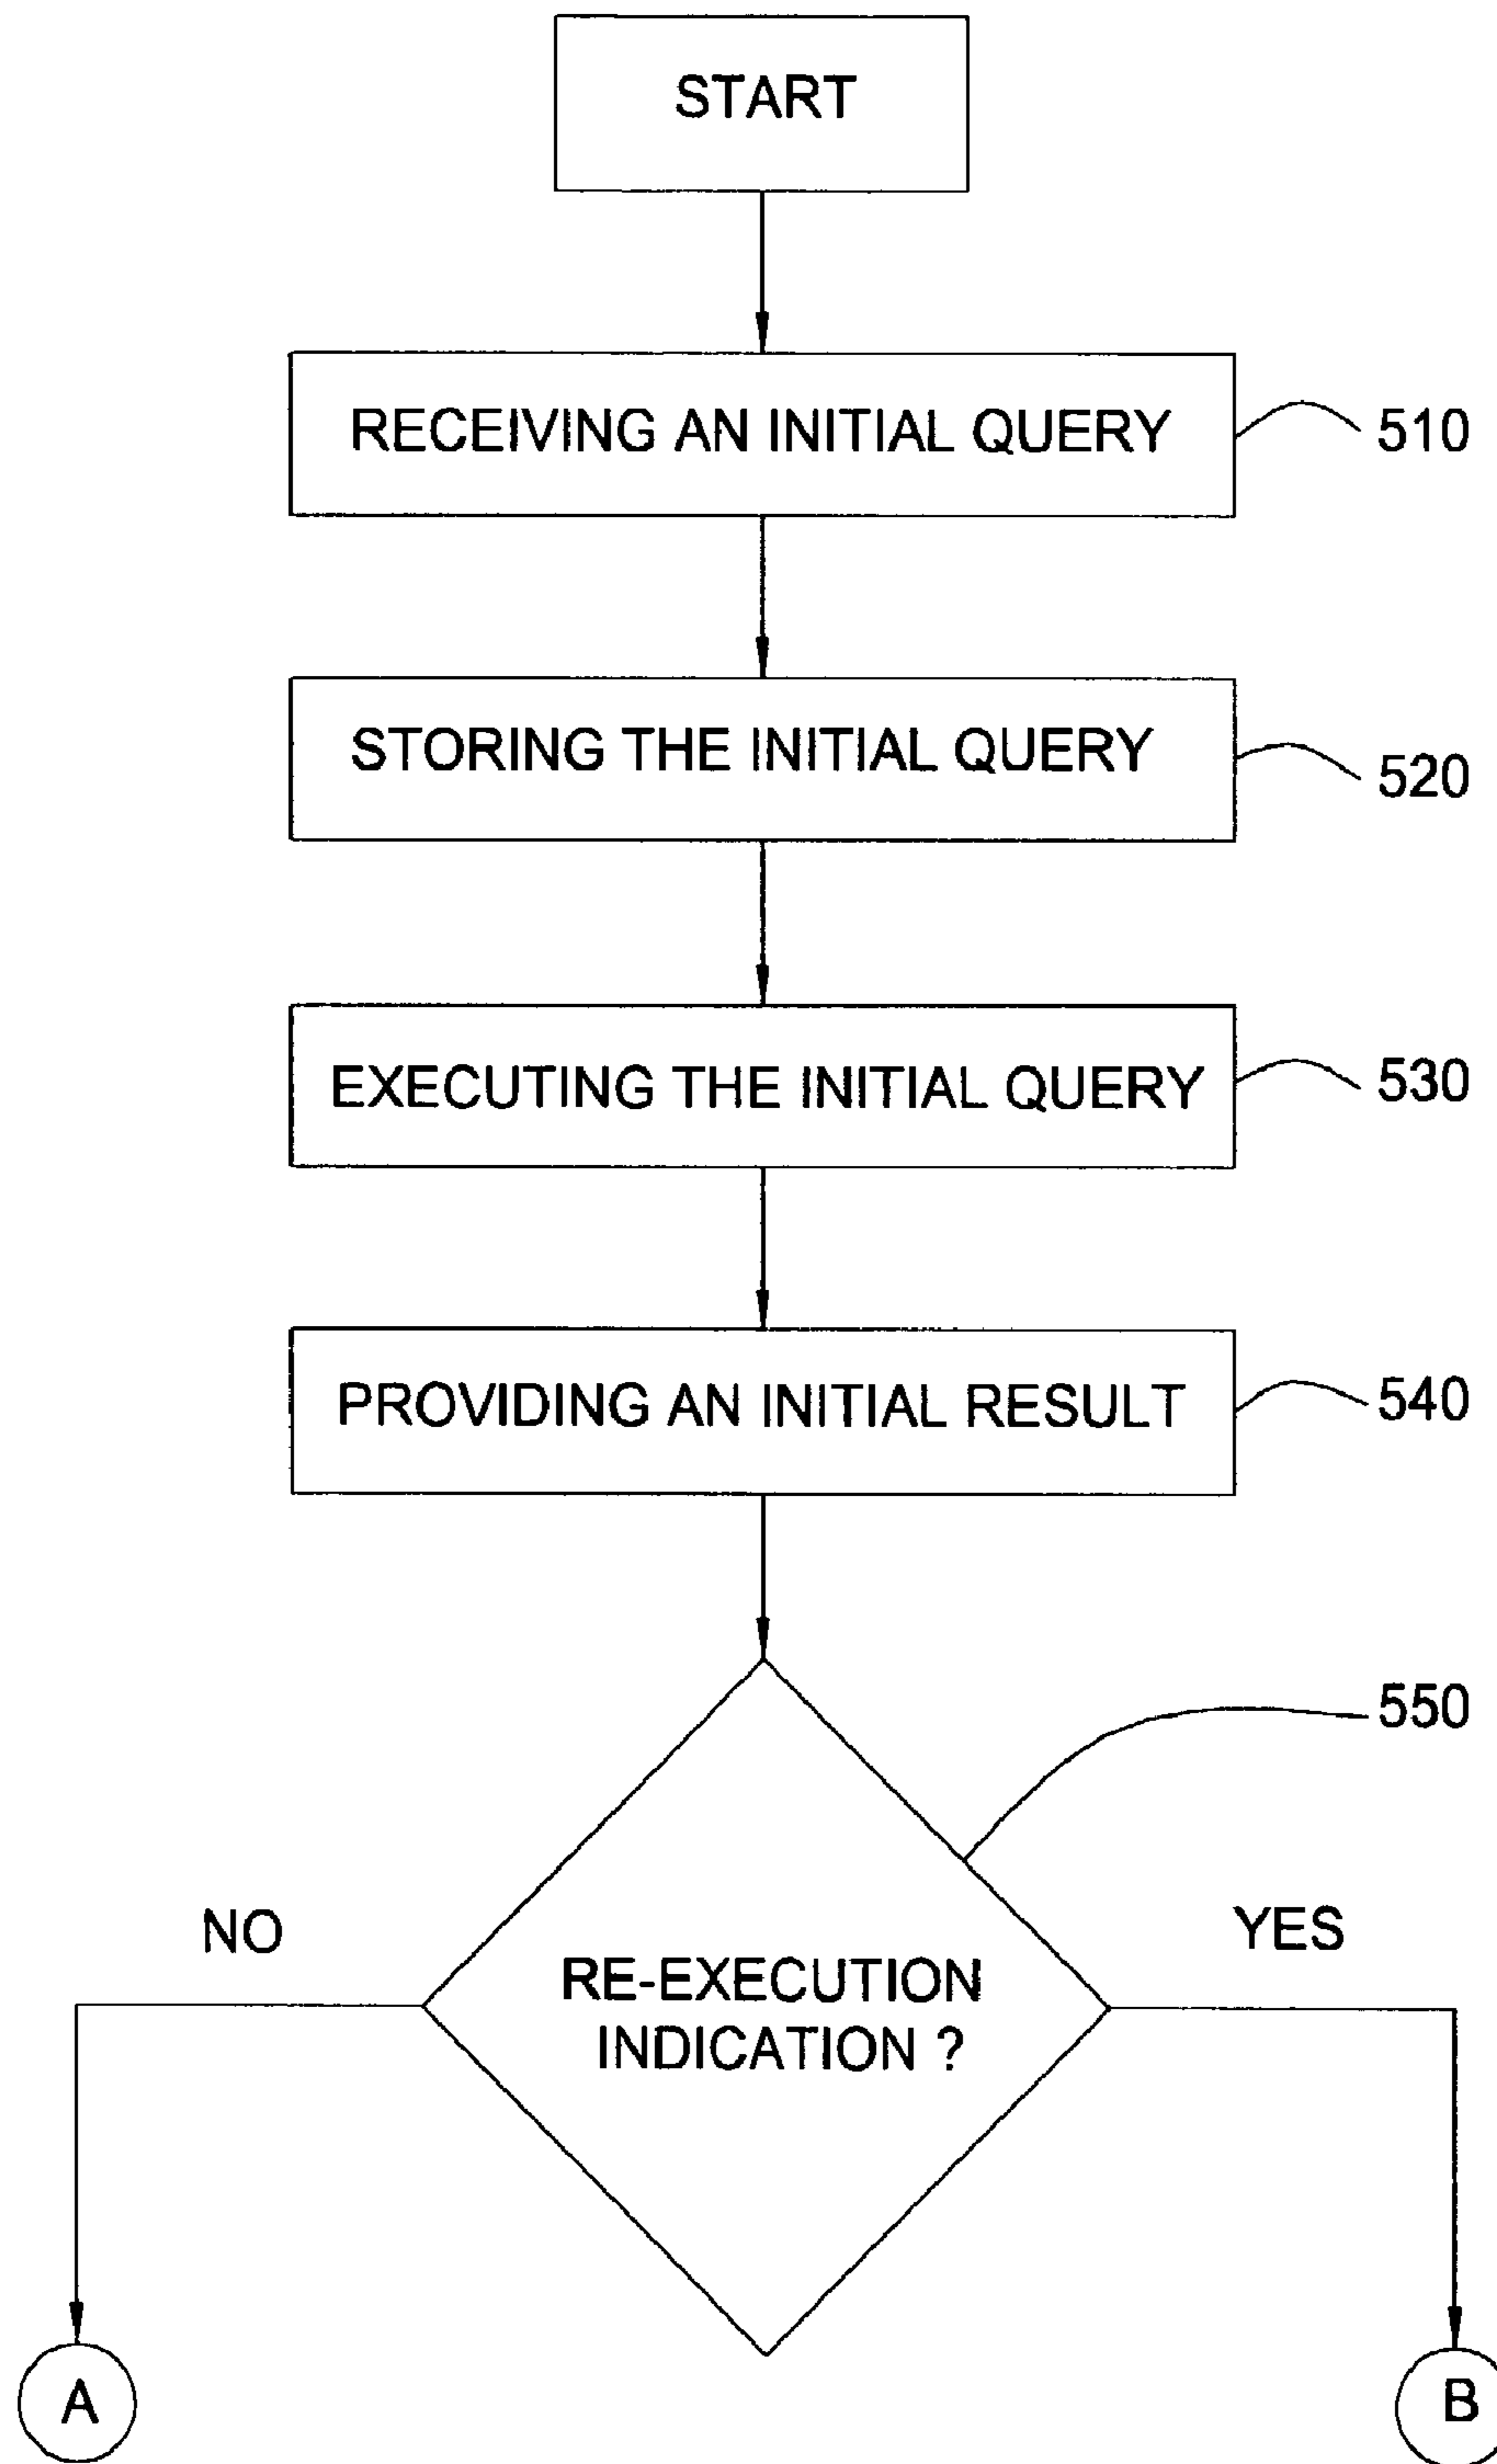 START
RECEIVING AN INITIAL QUERY
510
STORING THE INITIAL QUERY
520
EXECUTING THE INITIAL QUERY
530
PROVIDING AN INITIAL RESULT
540
550
NO
YES
RE-EXECUTION
INDICATION ?
A
B